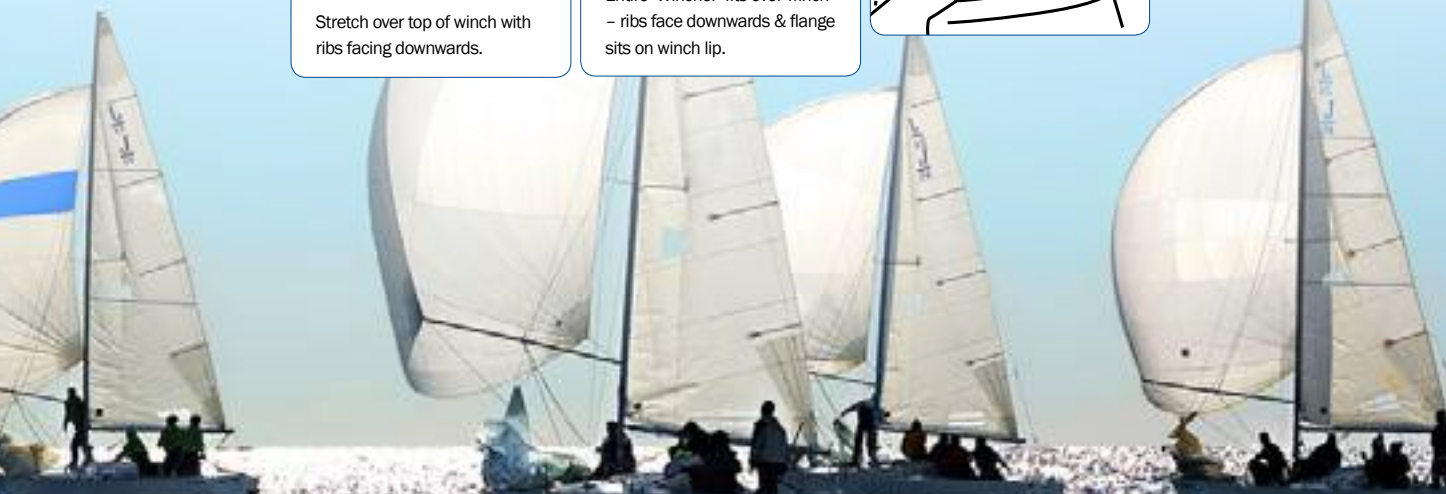 Stretch over top of winch with
ribs facing downwards.
– ribs face downwards & flange
sits on winch lip.